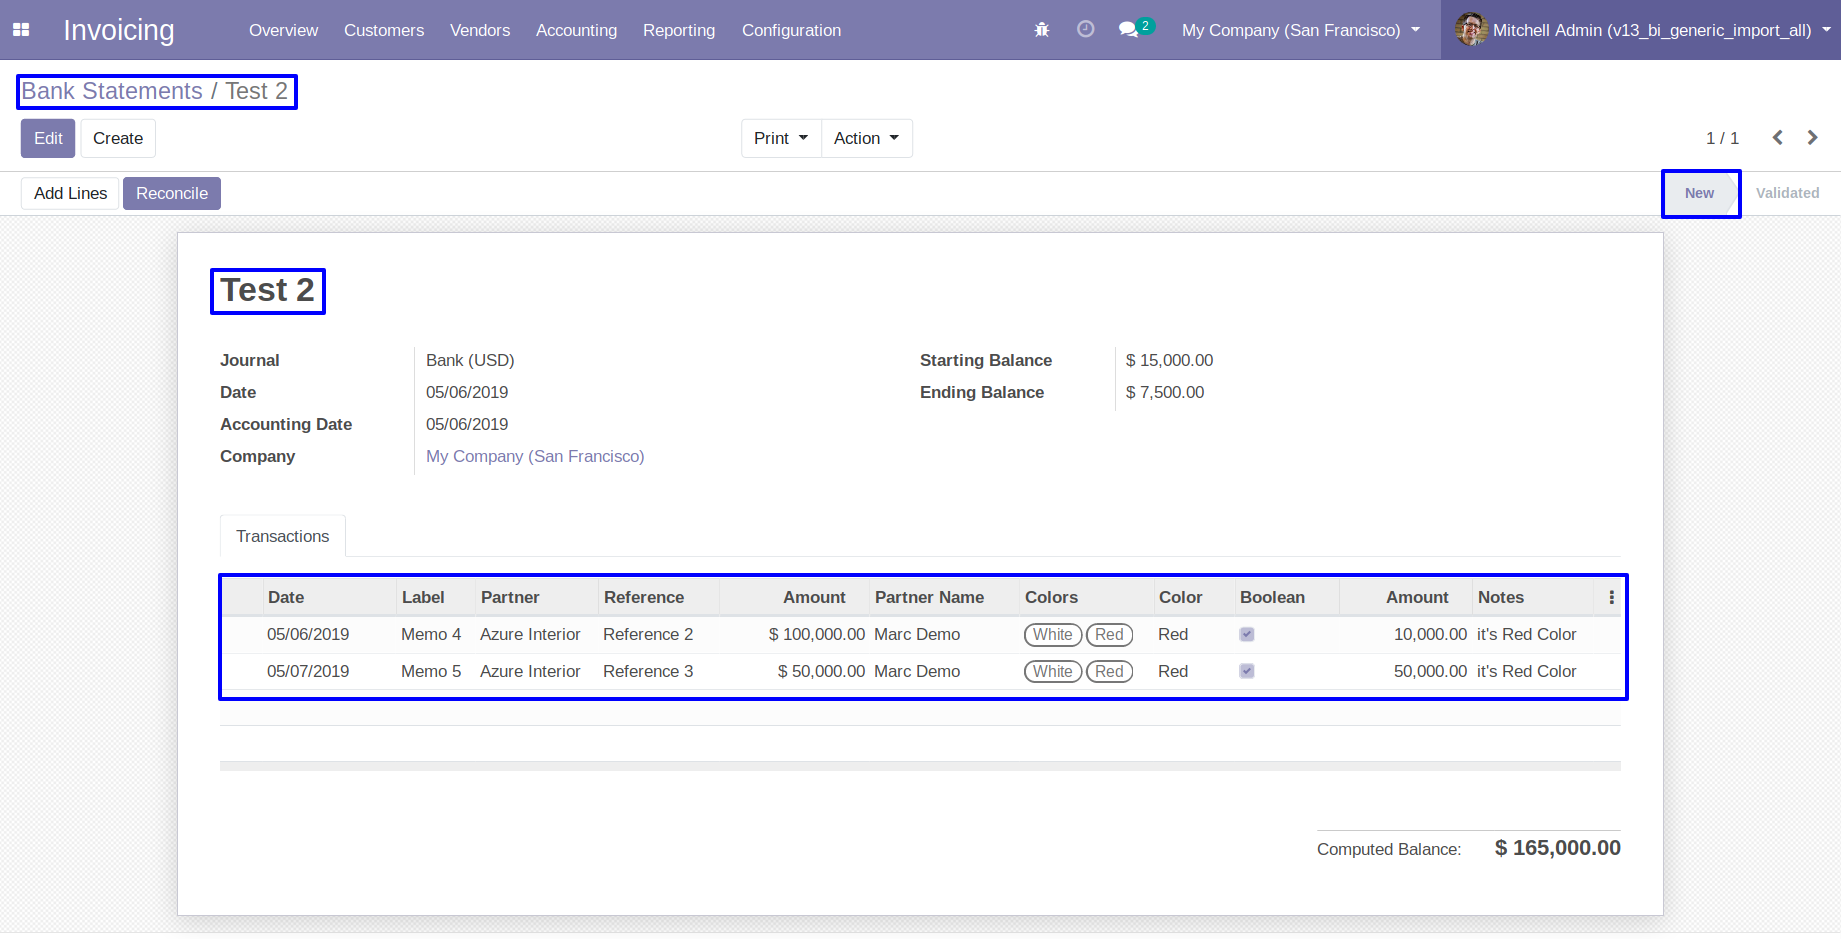 Invoicing Overview Customers Vendors Accounting Reporting Configuration 2 My Company (San Francisco) Mitchell Admin (v13_bi_generic_import_all)
Bank Statements / Test 2
Edit Create Print Action 1 / 1
Add Lines Reconcile New Validated
Test 2
Journal Bank (USD) Starting Balance $ 15,000.00
Date 05/06/2019 Ending Balance $ 7,500.00
Accounting Date 05/06/2019
Company My Company (San Francisco)
Transactions
Date Label Partner Reference Amount Partner Name Colors Color Boolean Amount Notes
05/06/2019 Memo 4 Azure Interior Reference 2 $ 100,000.00 Marc Demo White Red Red 10,000.00 it's Red Color
05/07/2019 Memo 5 Azure Interior Reference 3 $ 50,000.00 Marc Demo White Red Red 50,000.00 it's Red Color
Computed Balance: $ 165,000.00